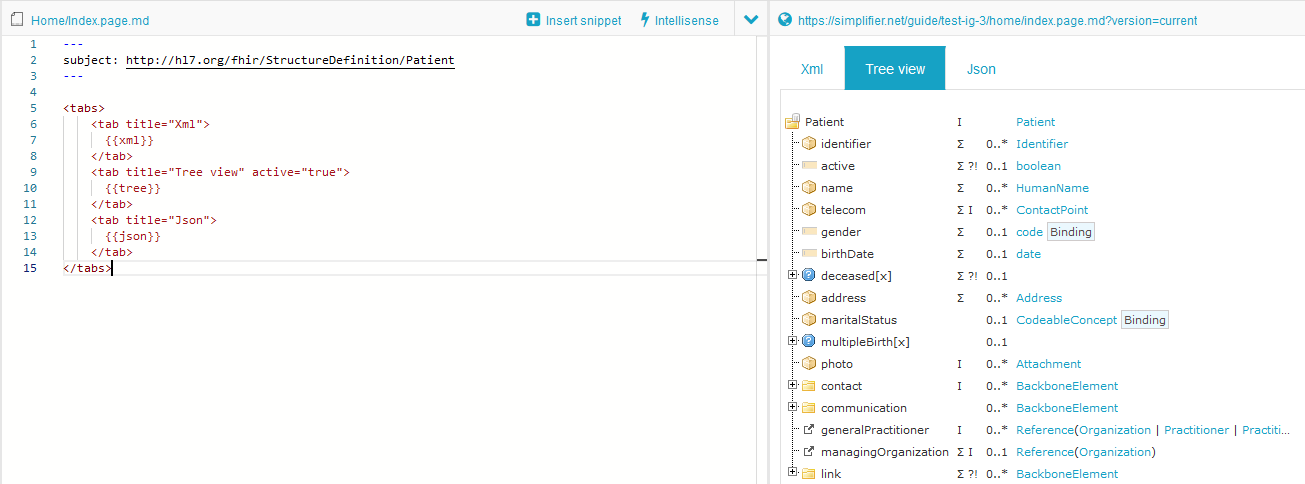 Home/Index.page.md Insert snippet Intellisense
1 ---
2 subject: http://hl7.org/fhir/StructureDefinition/Patient
3 ---
4
5 <tabs>
6 <tab title="Xml">
7 {{xml}}
8 </tab>
9 <tab title="Tree view" active="true">
10 {{tree}}
11 </tab>
12 <tab title="Json">
13 {{json}}
14 </tab>
15 </tabs>
https://simplifier.net/guide/test-ig-3/home/index.page.md?version=current
Xml Tree view Json
Patient I Patient
identifier Σ 0..* Identifier
active Σ ?! 0..1 boolean
name Σ 0..* HumanName
telecom Σ I 0..* ContactPoint
gender Σ 0..1 code Binding
birthDate Σ 0..1 date
deceased[x] Σ ?! 0..1
address Σ 0..* Address
maritalStatus 0..1 CodeableConcept Binding
multipleBirth[x] 0..1
photo I 0..* Attachment
contact I 0..* BackboneElement
communication 0..* BackboneElement
generalPractitioner I 0..* Reference(Organization | Practitioner | Practiti...
managingOrganization Σ I 0..1 Reference(Organization)
link Σ ?! 0..* BackboneElement